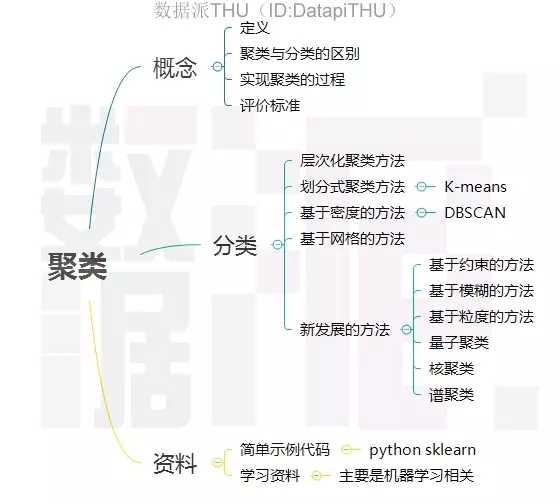 数据派THU（ID:DatapiTHU）
聚类
概念
定义
聚类与分类的区别
实现聚类的过程
评价标准
分类
层次化聚类方法
划分式聚类方法
K-means
基于密度的方法
DBSCAN
基于网格的方法
新发展的方法
基于约束的方法
基于模糊的方法
基于粒度的方法
量子聚类
核聚类
谱聚类
资料
简单示例代码
python sklearn
学习资料
主要是机器学习相关
数据派